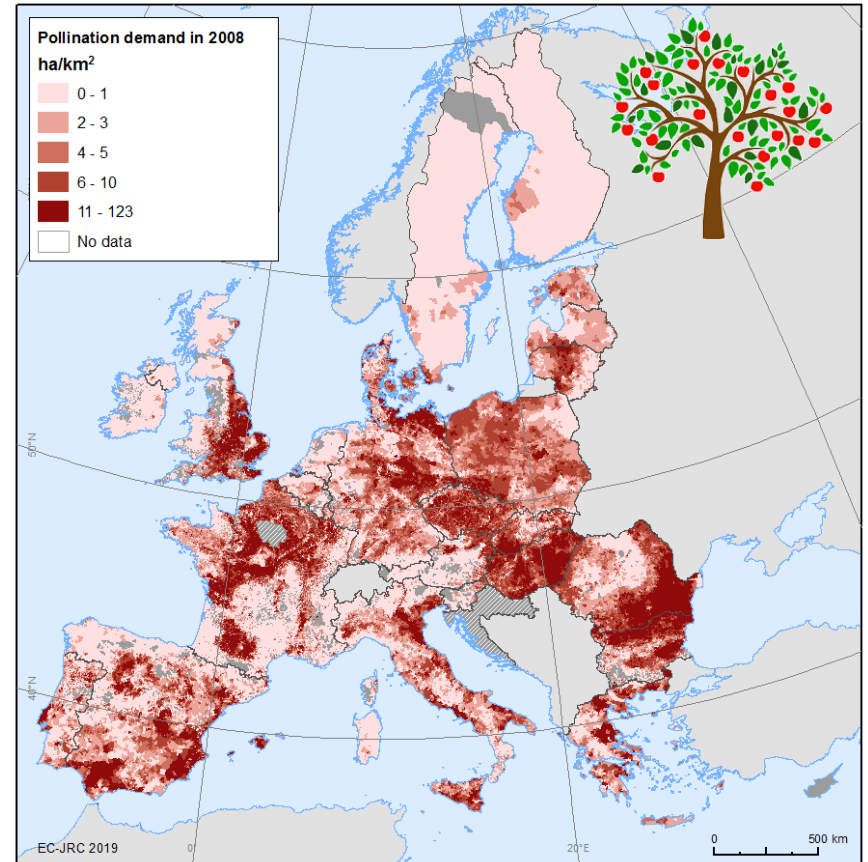 Pollination demand in 2008
ha/km²
0 - 1
2 - 3
4 - 5
6 - 10
11 - 123
No data
50°N
40°N
EC-JRC 2019
0°
20°E
0 500 km